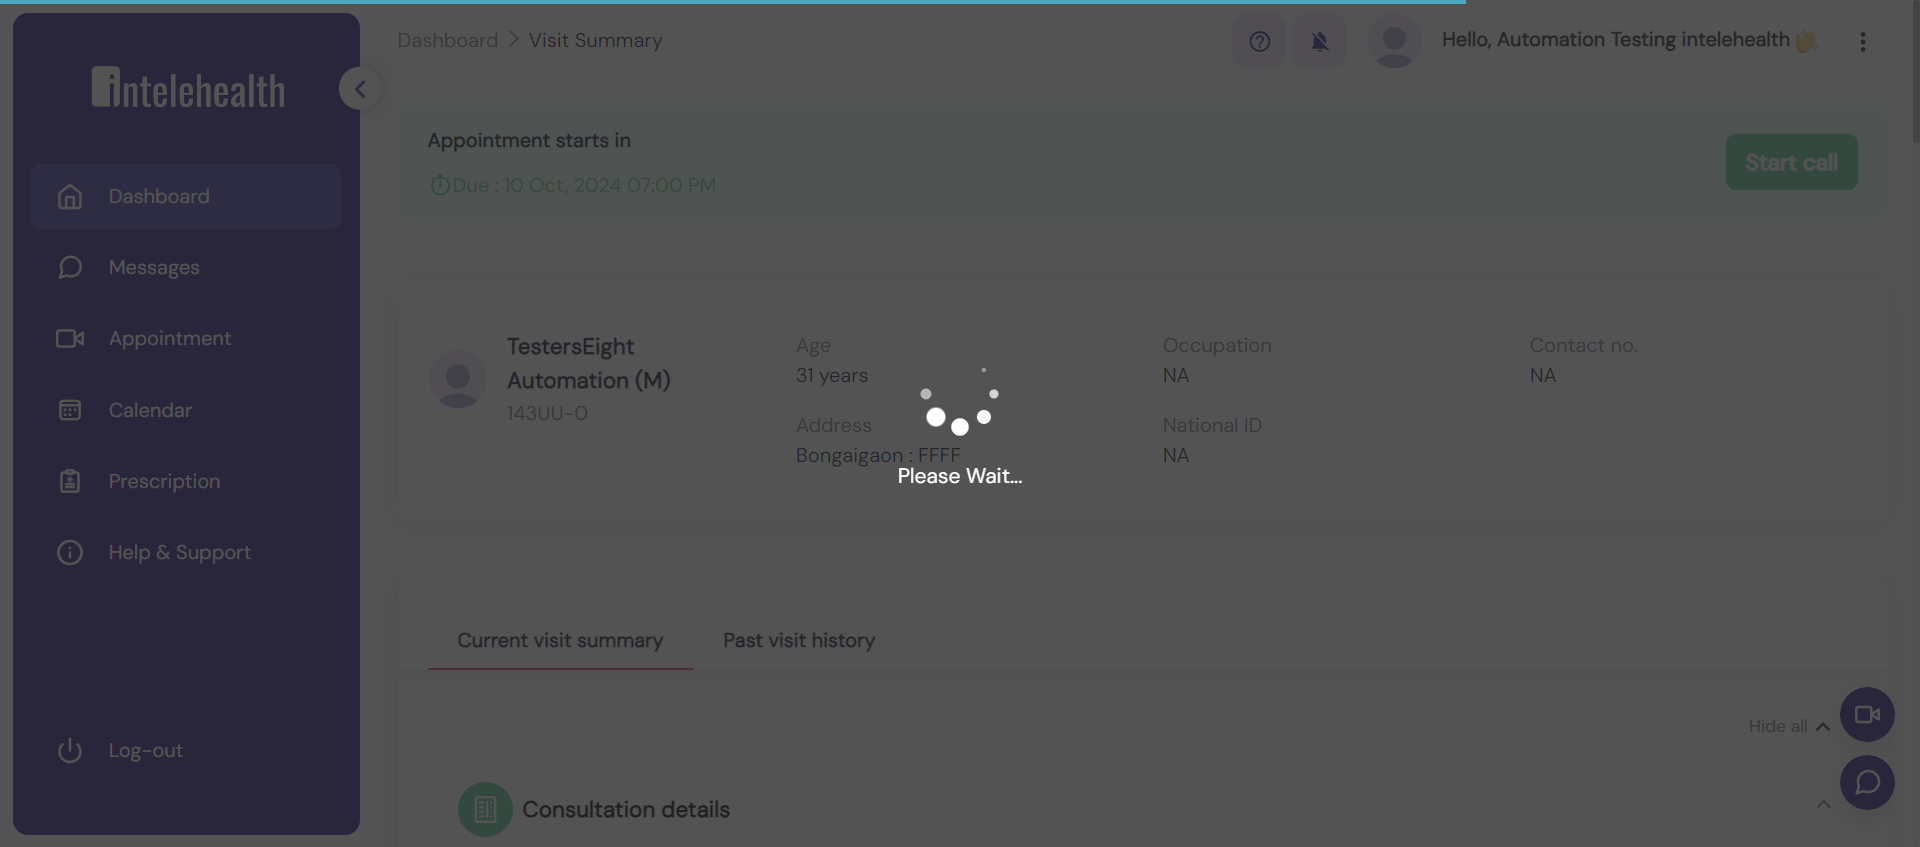 intelehealth
Dashboard
Messages
Appointment
Calendar
Prescription
Help & Support
Log-out
Dashboard > Visit Summary
Hello, Automation Testing intelehealth 👋
Appointment starts in
Due : 10 Oct, 2024 07:00 PM
Start call
TestersEight
Automation (M)
143UU-0
Age
31 years
Address
Bongaigaon : FFFF
Occupation
NA
National ID
NA
Contact no.
NA
Please Wait...
Current visit summary
Past visit history
Hide all
Consultation details